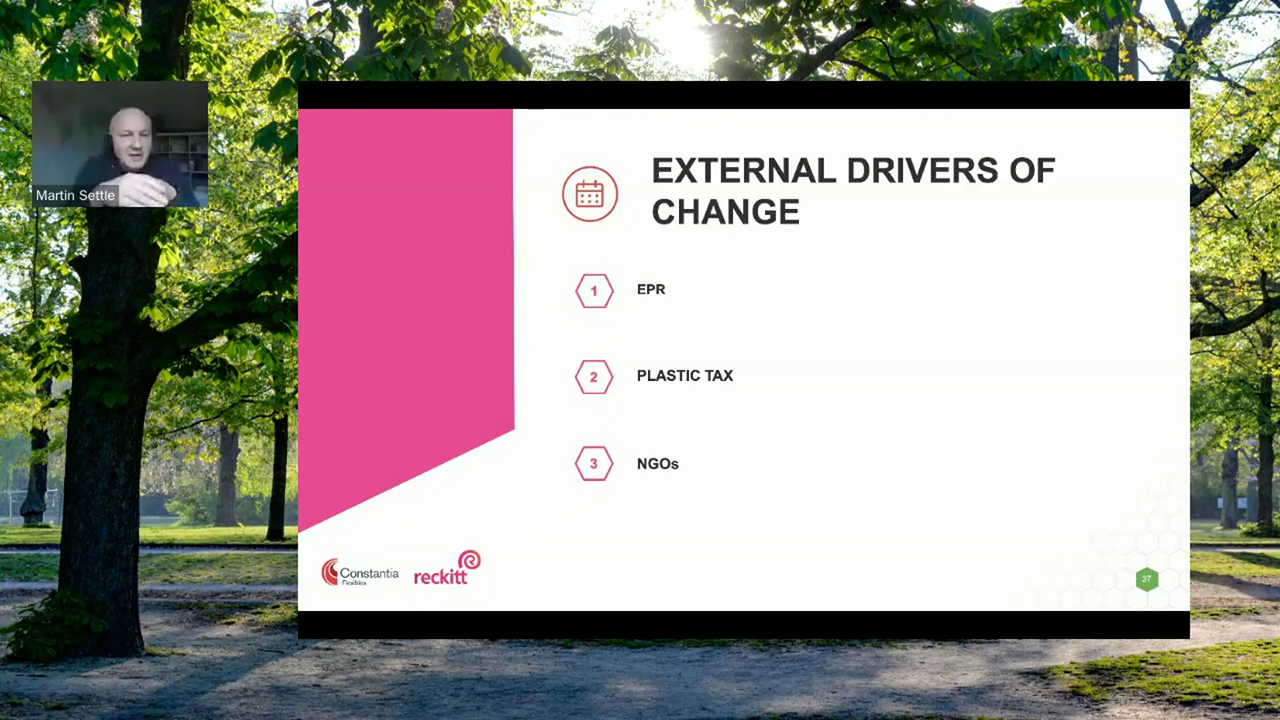 Martin Settle
EXTERNAL DRIVERS OF
CHANGE
1
EPR
2
PLASTIC TAX
3
NGOs
Constantia
Flexibles
reckitt
37